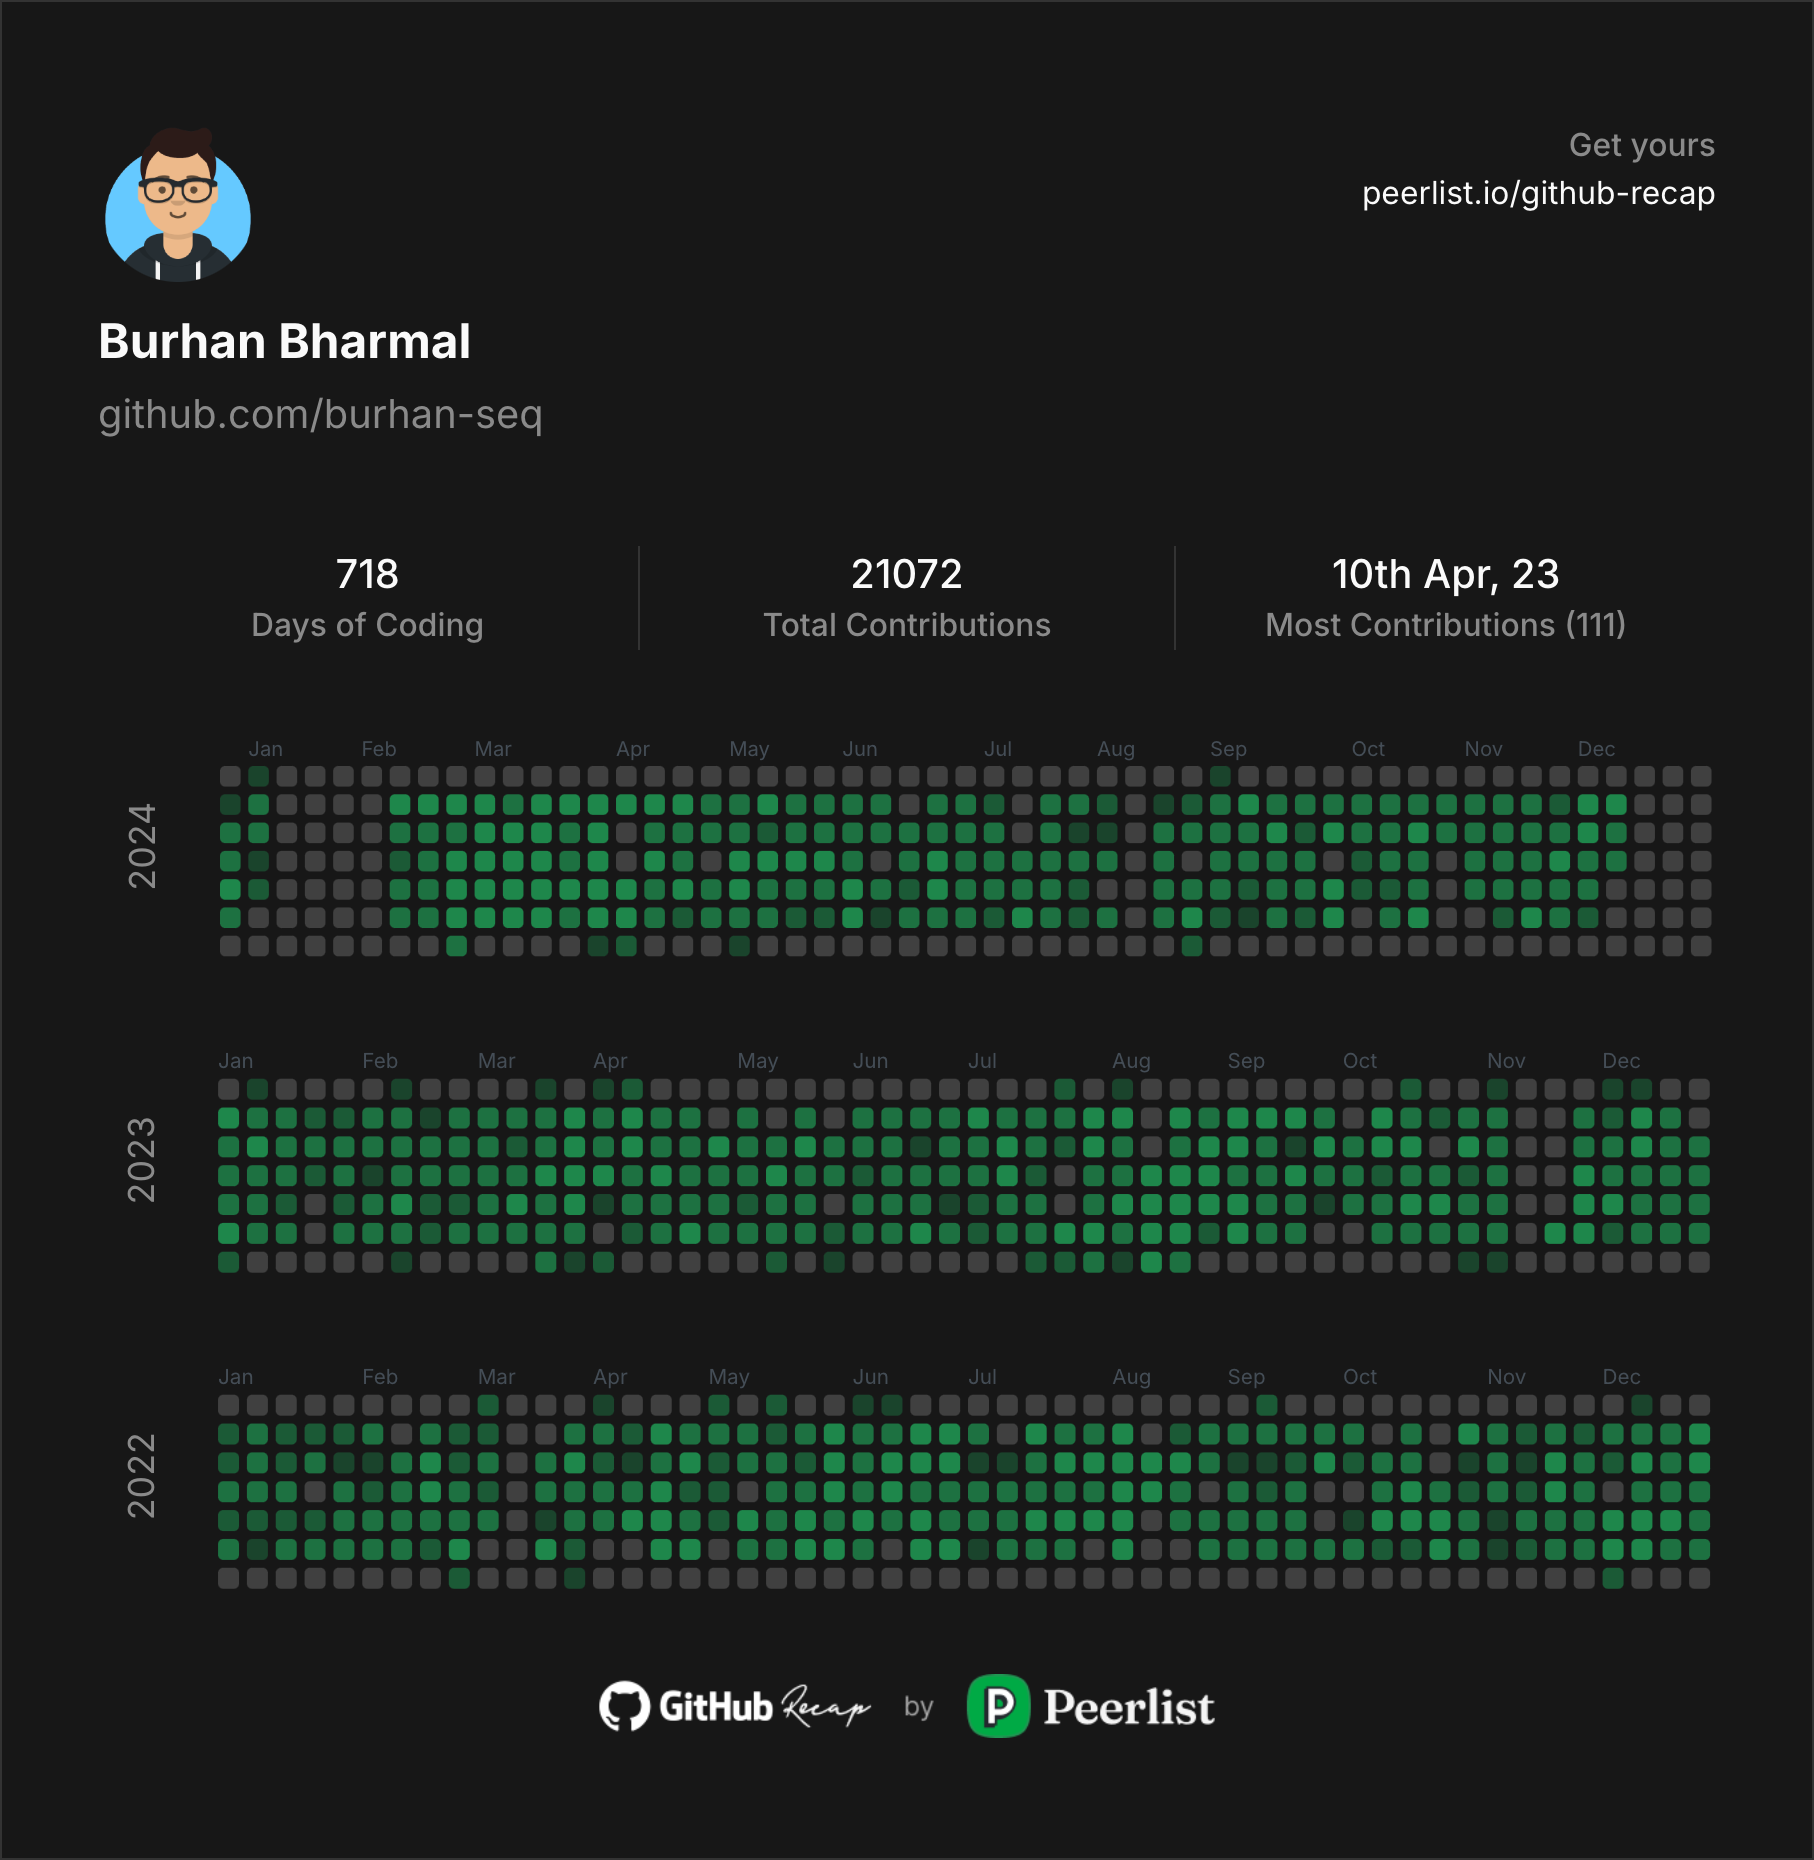 Get yours
peerlist.io/github-recap
Burhan Bharmal
github.com/burhan-seq
718
Days of Coding
21072
Total Contributions
10th Apr, 23
Most Contributions (111)
2024
Jan Feb Mar Apr May Jun Jul Aug Sep Oct Nov Dec
2023
Jan Feb Mar Apr May Jun Jul Aug Sep Oct Nov Dec
2022
Jan Feb Mar Apr May Jun Jul Aug Sep Oct Nov Dec
GitHub Recap by P Peerlist